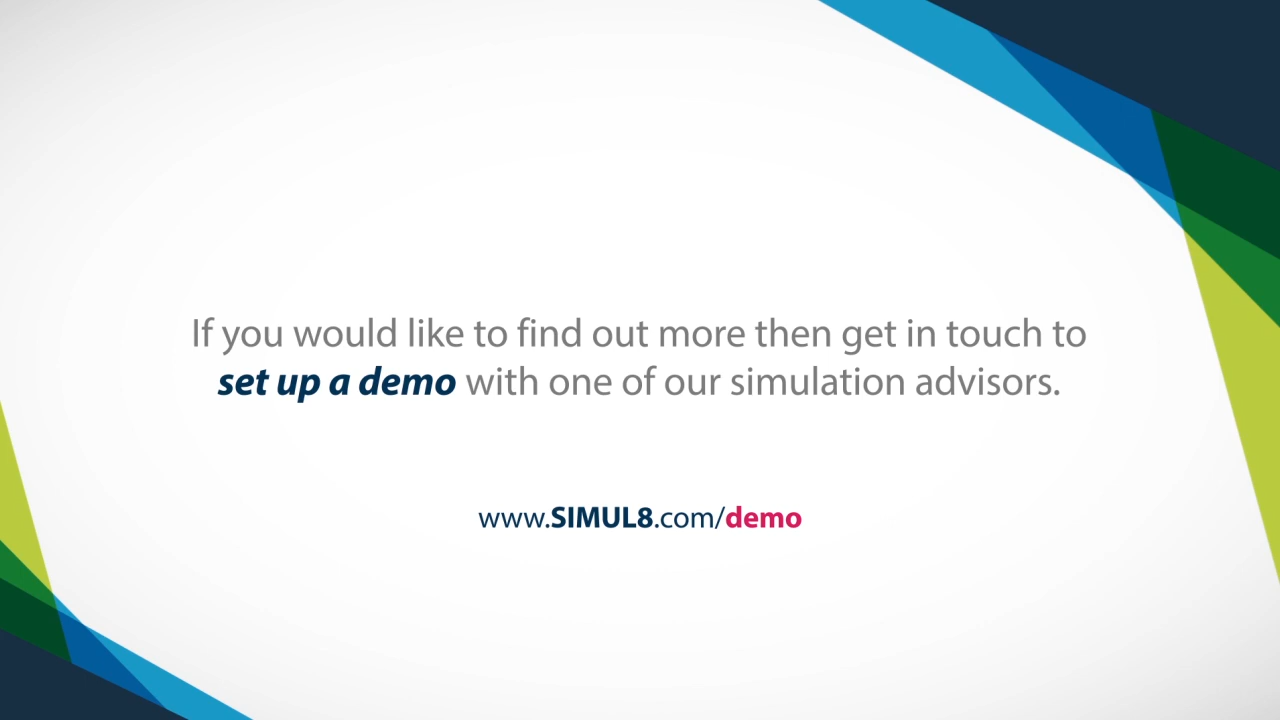 If you would like to find out more then get in touch to
set up a demo with one of our simulation advisors.
www.SIMUL8.com/demo